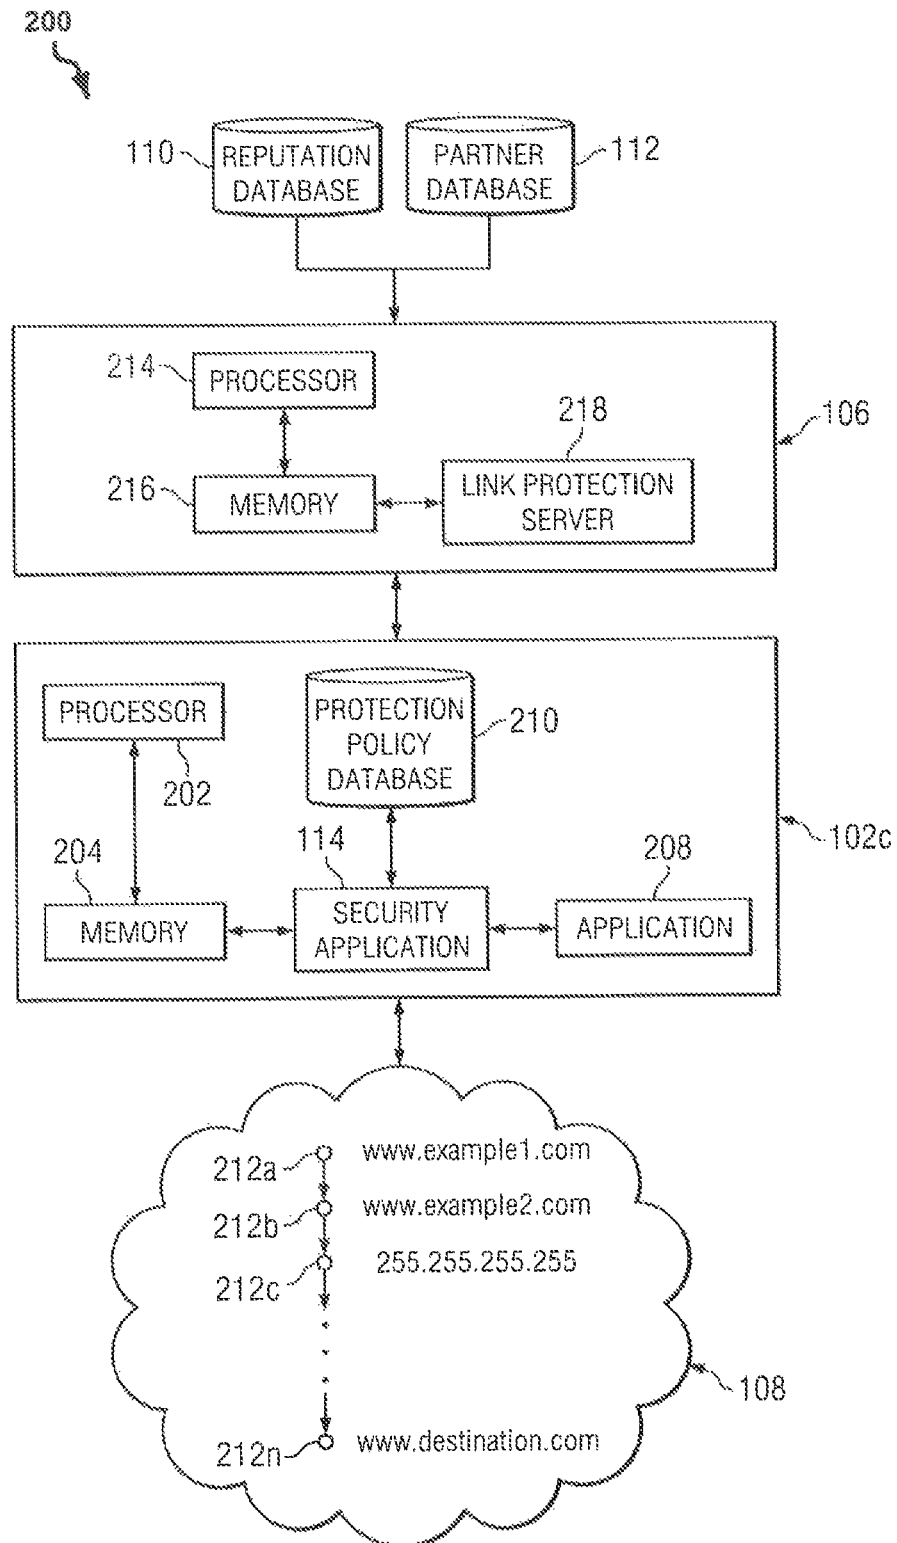 200
110
REPUTATION
DATABASE
PARTNER
DATABASE
112
214
PROCESSOR
218
106
216
MEMORY
LINK PROTECTION
SERVER
PROCESSOR
202
PROTECTION
POLICY
DATABASE
210
102c
204
114
208
MEMORY
SECURITY
APPLICATION
APPLICATION
212a
www.example1.com
212b
www.example2.com
212c
255.255.255.255
108
212n
www.destination.com